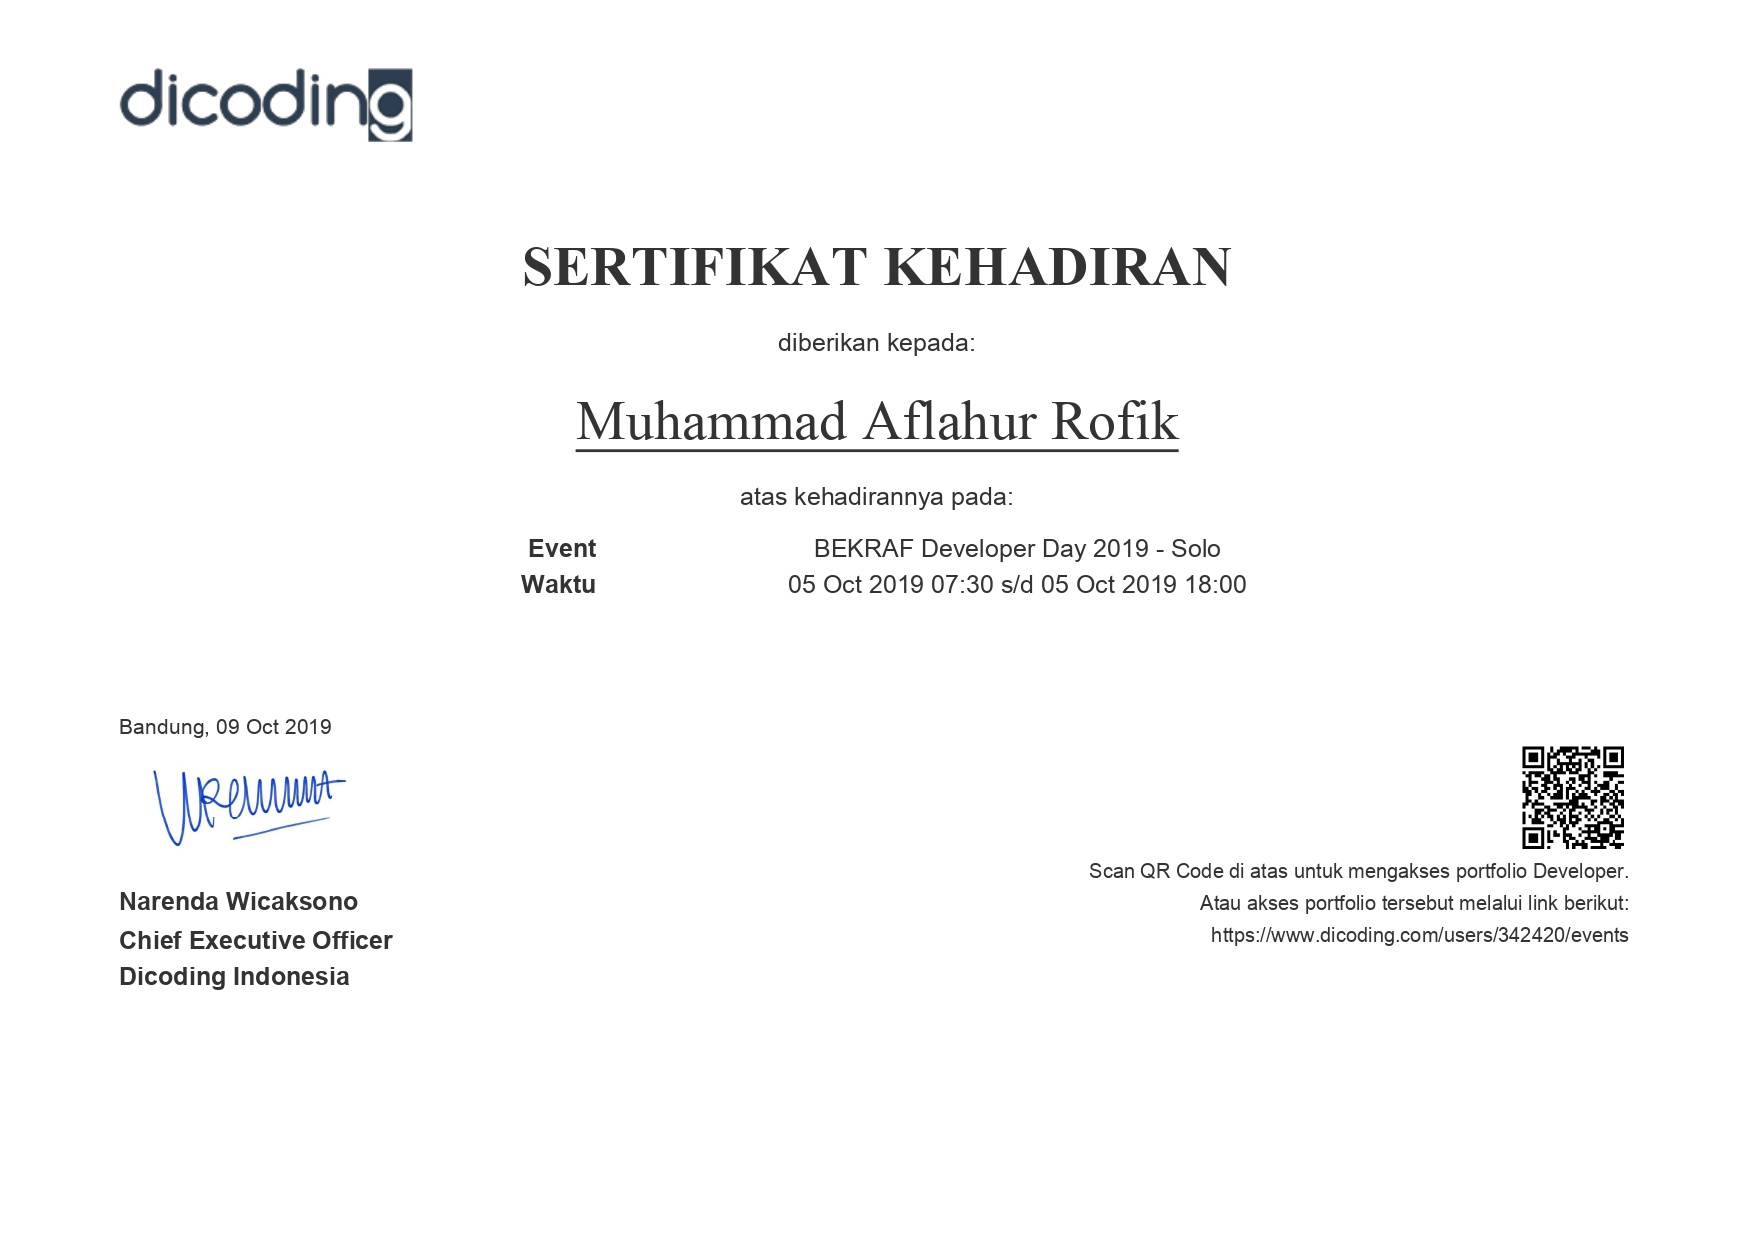 dicoding
SERTIFIKAT KEHADIRAN
diberikan kepada:
Muhammad Aflahur Rofik
atas kehadirannya pada:
Event BEKRAF Developer Day 2019 - Solo
Waktu 05 Oct 2019 07:30 s/d 05 Oct 2019 18:00
Bandung, 09 Oct 2019
Narenda Wicaksono
Chief Executive Officer
Dicoding Indonesia
Scan QR Code di atas untuk mengakses portfolio Developer.
Atau akses portfolio tersebut melalui link berikut:
https://www.dicoding.com/users/342420/events